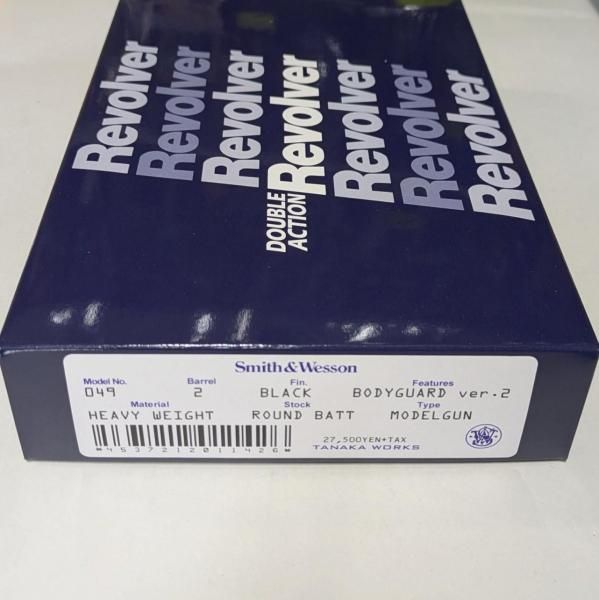 Revolver
Revolver
Revolver
DOUBLE
ACTION
Revolver
Revolver
Revolver
Revolver
Smith&Wesson
Model No. Barrel Fin. Features
049 2 BLACK BODYGUARD ver.2
Material Stock Type
HEAVY WEIGHT ROUND BATT MODELGUN
*4537212011426*
27,500YEN+TAX
TANAKA WORKS